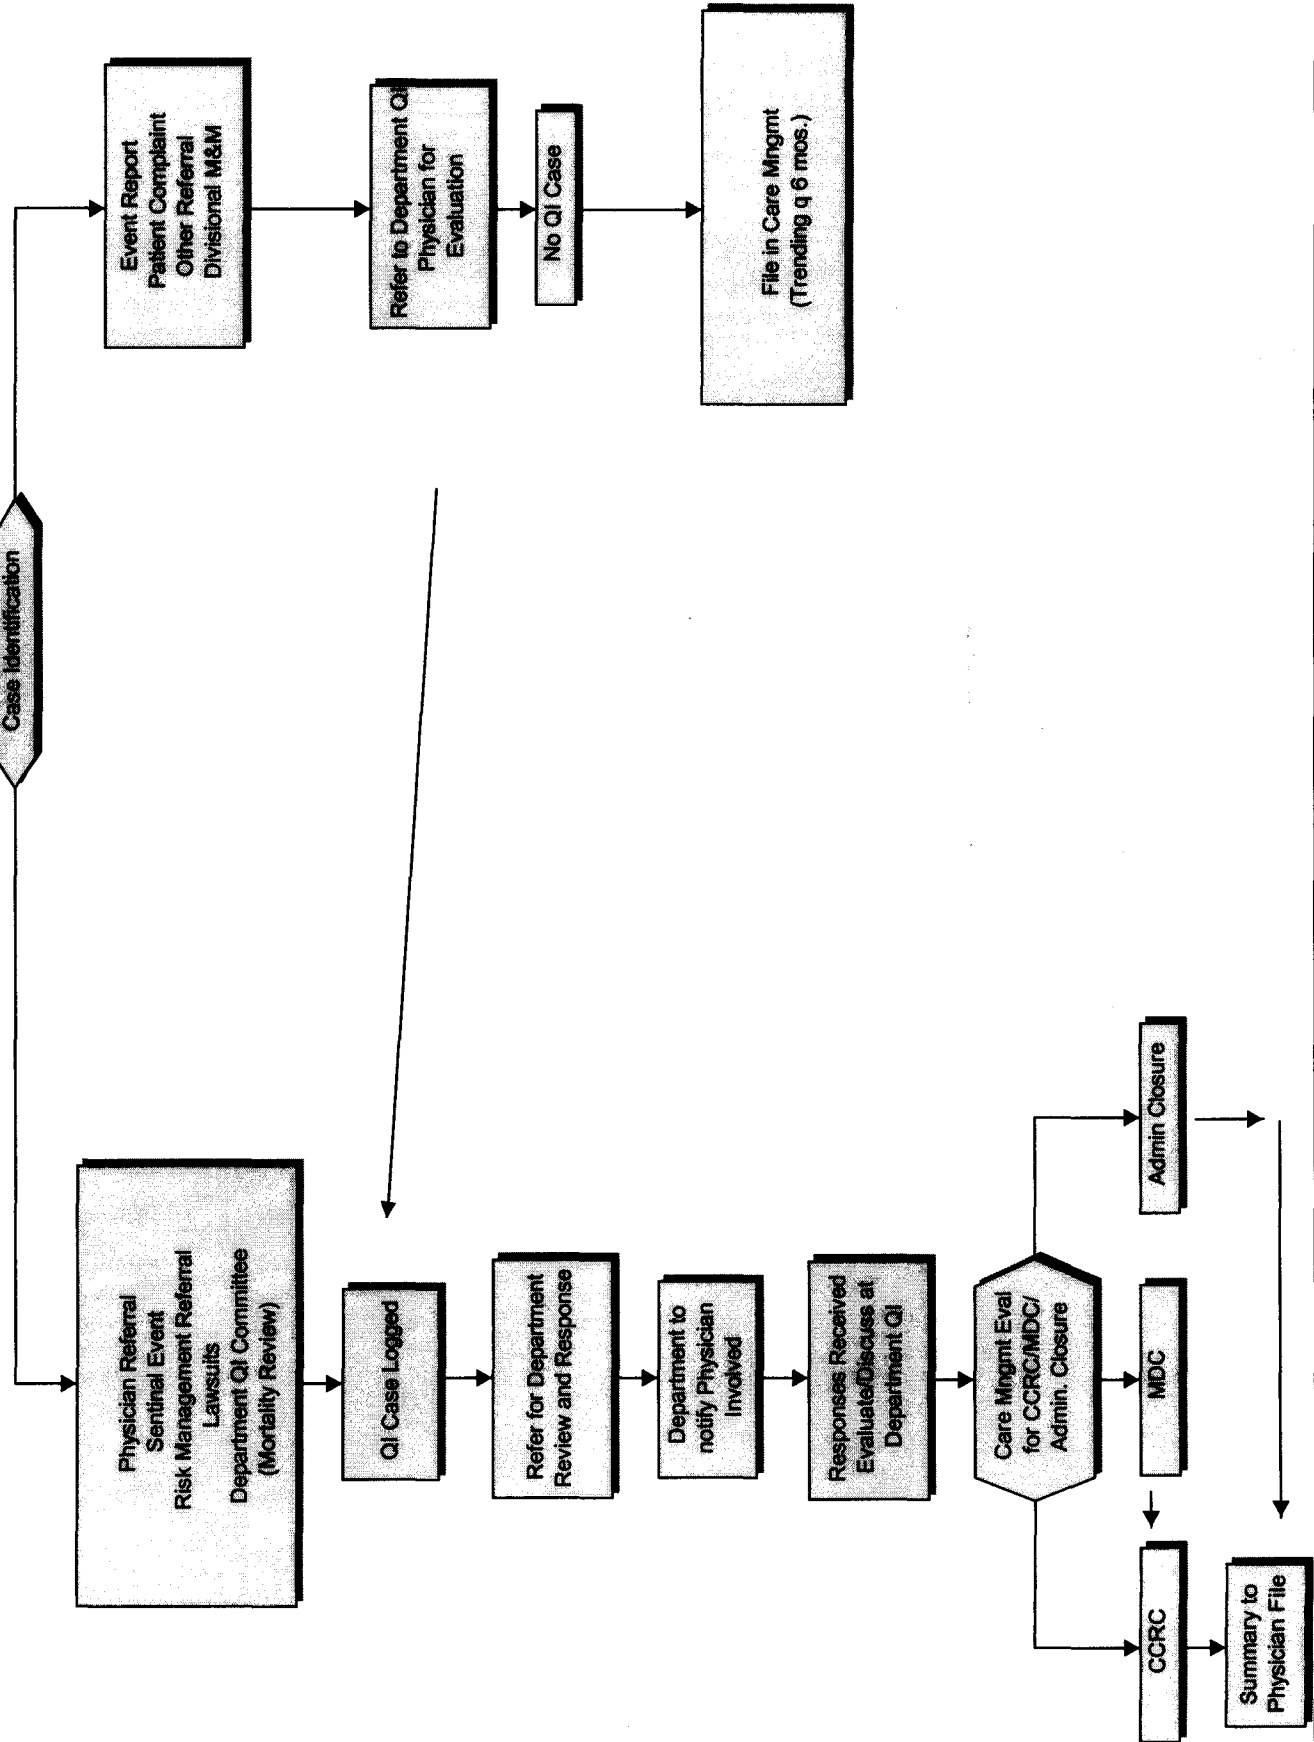 Case Identification
Physician Referral
Sentinal Event
Risk Management Referral
Lawsuits
Department QI Committee
(Mortality Review)
QI Case Logged
Refer for Department
Review and Response
Department to
notify Physician
Involved
Responses Received
Evaluate/Discuss at
Department QI
Care Mngmt Eval
for CCRC/MDC/
Admin. Closure
CCRC
MDC
Admin Closure
Summary to
Physician File
Event Report
Patient Complaint
Other Referral
Divisional M&M
Refer to Department QI
Physician for
Evaluation
No QI Case
File in Care Mngmt
(Trending q 6 mos.)